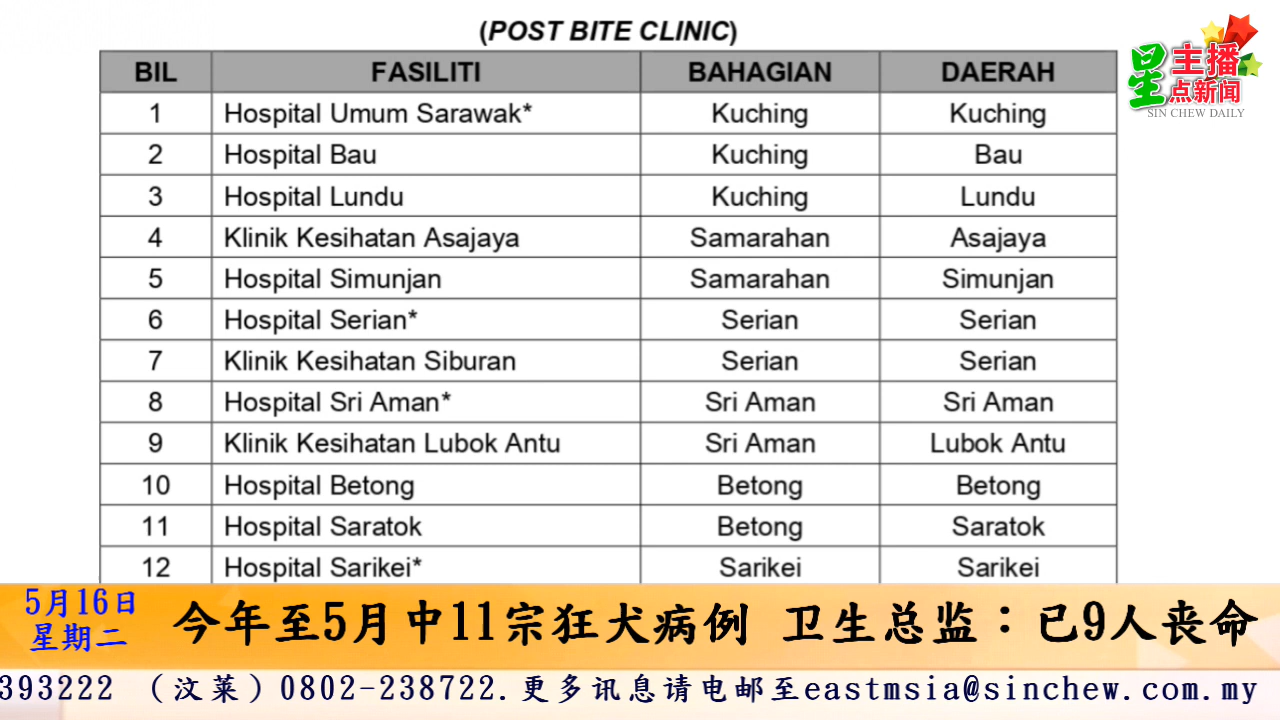 (POST BITE CLINIC)
BIL FASILITI BAHAGIAN DAERAH
1 Hospital Umum Sarawak* Kuching Kuching
2 Hospital Bau Kuching Bau
3 Hospital Lundu Kuching Lundu
4 Klinik Kesihatan Asajaya Samarahan Asajaya
5 Hospital Simunjan Samarahan Simunjan
6 Hospital Serian* Serian Serian
7 Klinik Kesihatan Siburan Serian Serian
8 Hospital Sri Aman* Sri Aman Sri Aman
9 Klinik Kesihatan Lubok Antu Sri Aman Lubok Antu
10 Hospital Betong Betong Betong
11 Hospital Saratok Betong Saratok
12 Hospital Sarikei* Sarikei Sarikei
星主播
点新闻
SIN CHEW DAILY
5月16日
星期二
今年至5月中11宗狂犬病例 卫生总监：已9人丧命
393222 （汶莱）0802-238722.更多讯息请电邮至eastmsia@sinchew.com.my